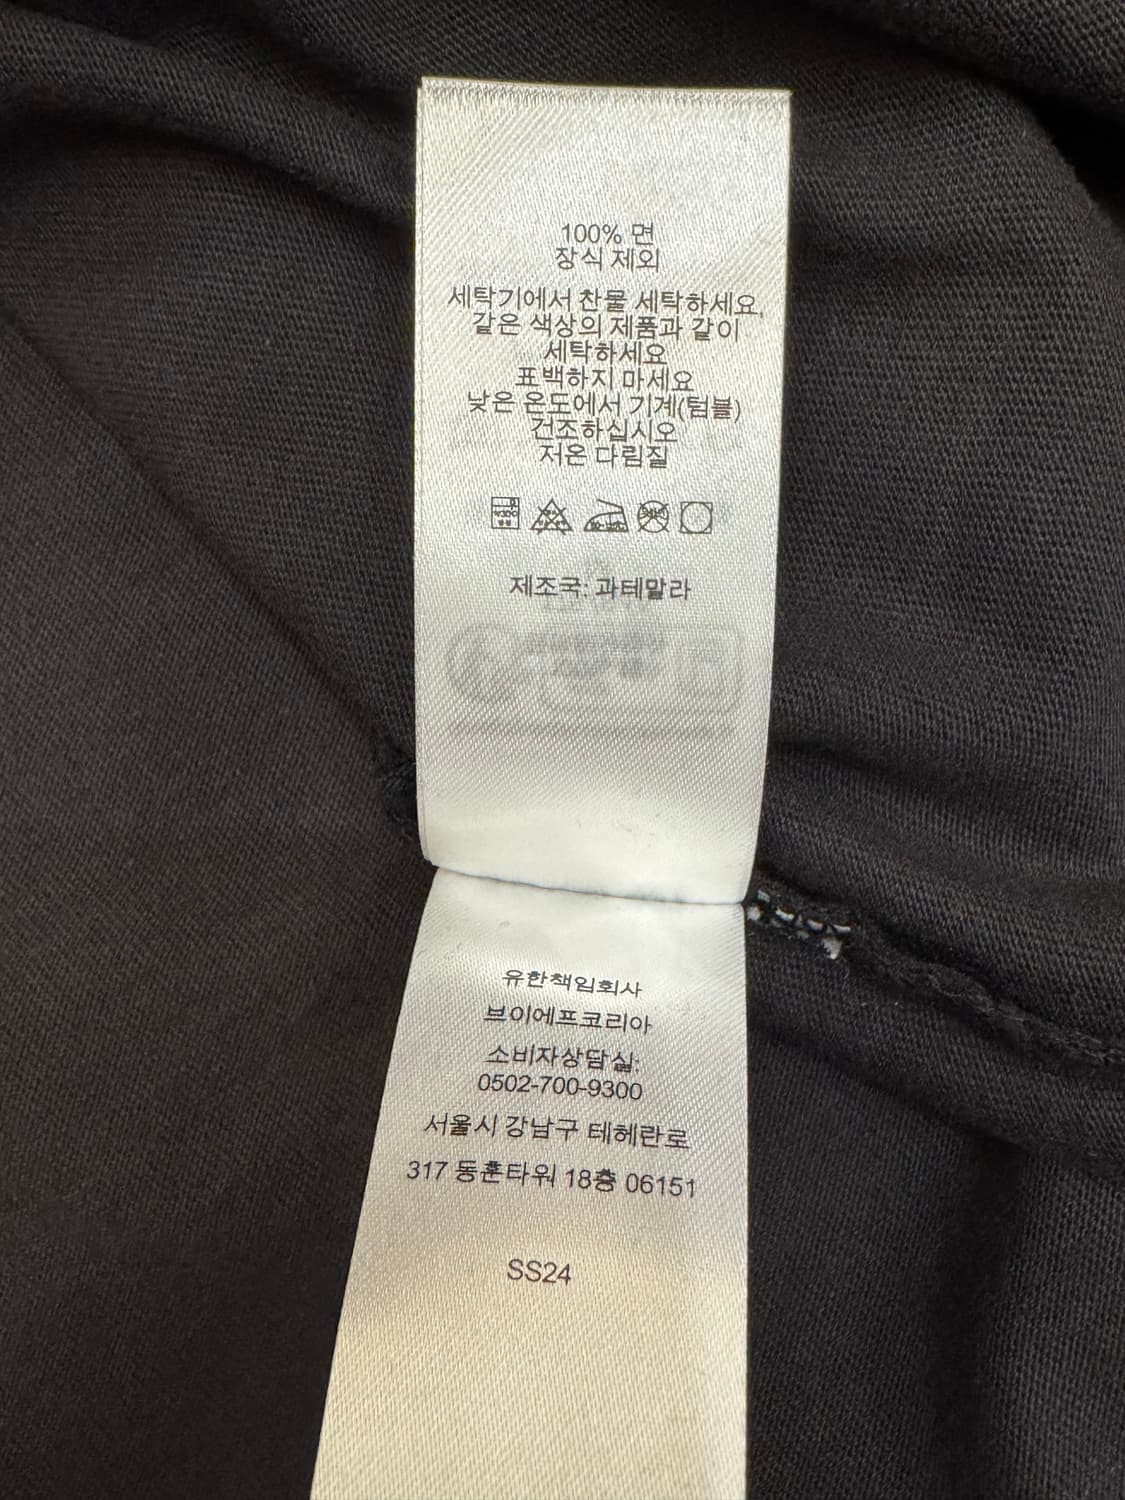 100% 면
장식 제외
세탁기에서 찬물 세탁하세요,
같은 색상의 제품과 같이
세탁하세요
표백하지 마세요
낮은 온도에서 기계(텀블)
건조하십시오
저온 다림질
제조국: 과테말라
유한책임회사
브이에프코리아
소비자상담실:
0502-700-9300
서울시 강남구 테헤란로
317 동훈타워 18층 06151
SS24